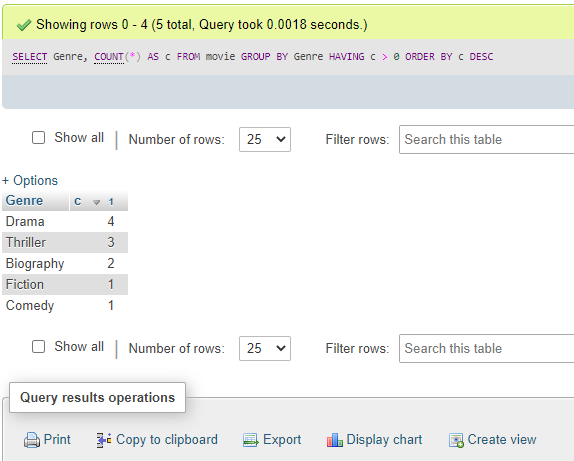 Showing rows 0 - 4 (5 total, Query took 0.0018 seconds.)
SELECT Genre, COUNT(*) AS c FROM movie GROUP BY Genre HAVING c > 0 ORDER BY c DESC
Show all Number of rows: 25 Filter rows: Search this table
+ Options
Genre c 1
Drama 4
Thriller 3
Biography 2
Fiction 1
Comedy 1
Show all Number of rows: 25 Filter rows: Search this table
Query results operations
Print Copy to clipboard Export Display chart Create view